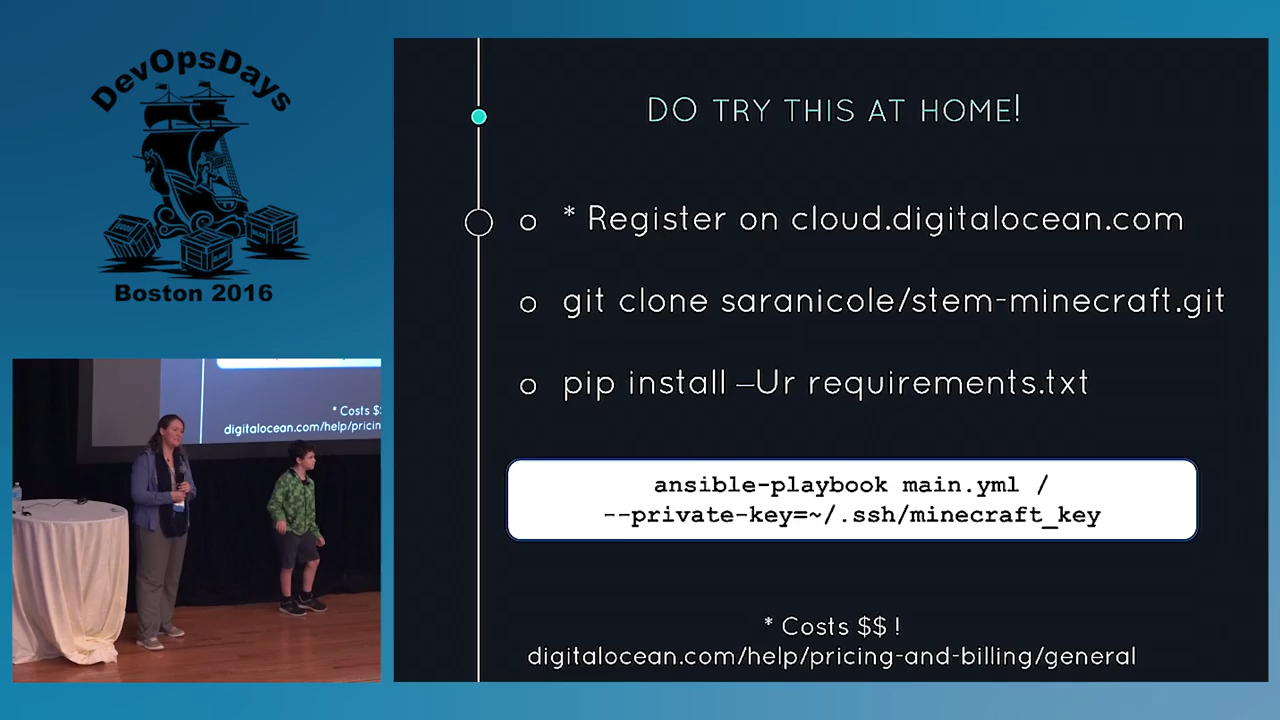 DevOpsDays
Boston 2016
DO TRY THIS AT HOME!
* Register on cloud.digitalocean.com
git clone saranicole/stem-minecraft.git
pip install –Ur requirements.txt
ansible-playbook main.yml /
--private-key=~/.ssh/minecraft_key
* Costs $$ !
digitalocean.com/help/pricing-and-billing/general
* Costs $
digitalocean.com/help/pricin